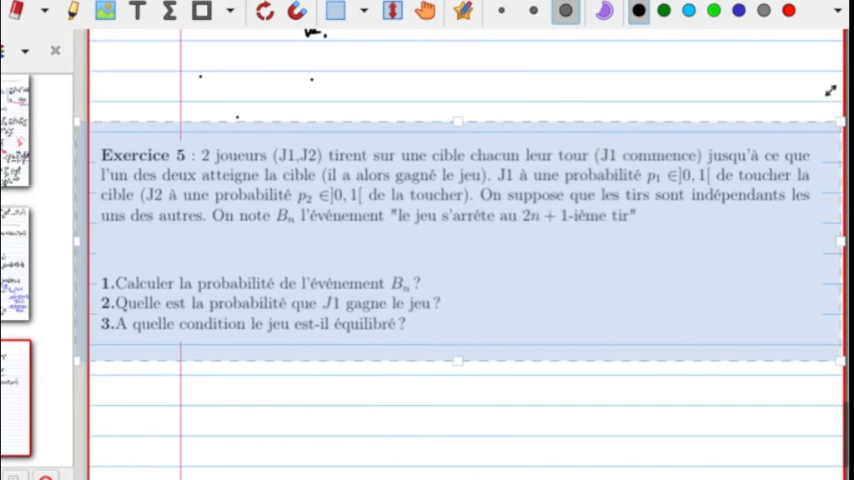 Exercice 5 : 2 joueurs (J1,J2) tirent sur une cible chacun leur tour (J1 commence) jusqu'à ce que
l'un des deux atteigne la cible (il a alors gagné le jeu). J1 à une probabilité p₁ ∈]0, 1[ de toucher la
cible (J2 à une probabilité p₂ ∈]0, 1[ de la toucher). On suppose que les tirs sont indépendants les
uns des autres. On note Bₙ l'événement "le jeu s'arrête au 2n + 1-ième tir"
1.Calculer la probabilité de l'événement Bₙ ?
2.Quelle est la probabilité que J1 gagne le jeu ?
3.A quelle condition le jeu est-il équilibré ?